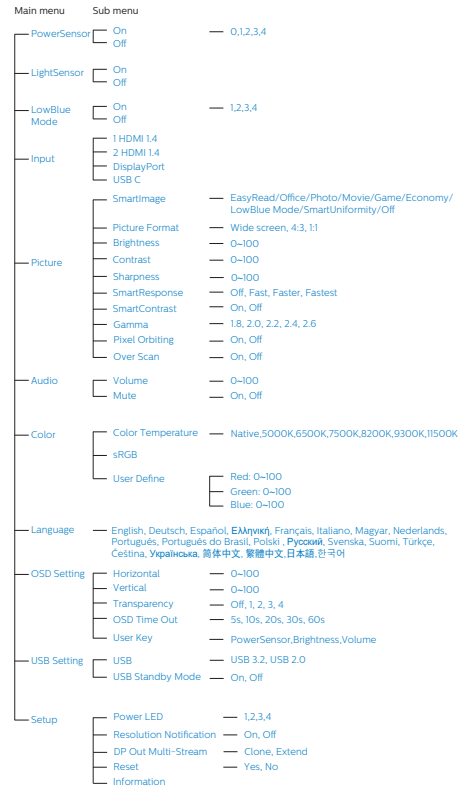 Main menu Sub menu
PowerSensor On 0,1,2,3,4
Off
LightSensor On
Off
LowBlue Mode On 1,2,3,4
Off
Input 1 HDMI 1.4
2 HDMI 1.4
DisplayPort
USB C
Picture SmartImage EasyRead/Office/Photo/Movie/Game/Economy/
LowBlue Mode/SmartUniformity/Off
Picture Format Wide screen, 4:3, 1:1
Brightness 0~100
Contrast 0~100
Sharpness 0~100
SmartResponse Off, Fast, Faster, Fastest
SmartContrast On, Off
Gamma 1.8, 2.0, 2.2, 2.4, 2.6
Pixel Orbiting On, Off
Over Scan On, Off
Audio Volume 0~100
Mute On, Off
Color Color Temperature Native,5000K,6500K,7500K,8200K,9300K,11500K
sRGB
User Define Red: 0~100
Green: 0~100
Blue: 0~100
Language English, Deutsch, Español, Ελληνική, Français, Italiano, Magyar, Nederlands,
Português, Português do Brasil, Polski , Русский, Svenska, Suomi, Türkçe,
Čeština, Українська, 简体中文, 繁體中文,日本語,한국어
OSD Setting Horizontal 0~100
Vertical 0~100
Transparency Off, 1, 2, 3, 4
OSD Time Out 5s, 10s, 20s, 30s, 60s
User Key PowerSensor,Brightness,Volume
USB Setting USB USB 3.2, USB 2.0
USB Standby Mode On, Off
Setup Power LED 1,2,3,4
Resolution Notification On, Off
DP Out Multi-Stream Clone, Extend
Reset Yes, No
Information